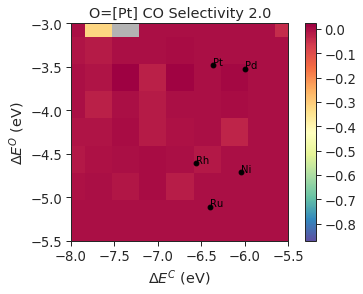 O=[Pt] CO Selectivity 2.0
−3.0
−3.5
−4.0
−4.5
−5.0
−5.5
ΔE^O (eV)
Pt
Pd
Rh
Ni
Ru
−8.0 −7.5 −7.0 −6.5 −6.0 −5.5
ΔE^C (eV)
0.0
−0.1
−0.2
−0.3
−0.4
−0.5
−0.6
−0.7
−0.8